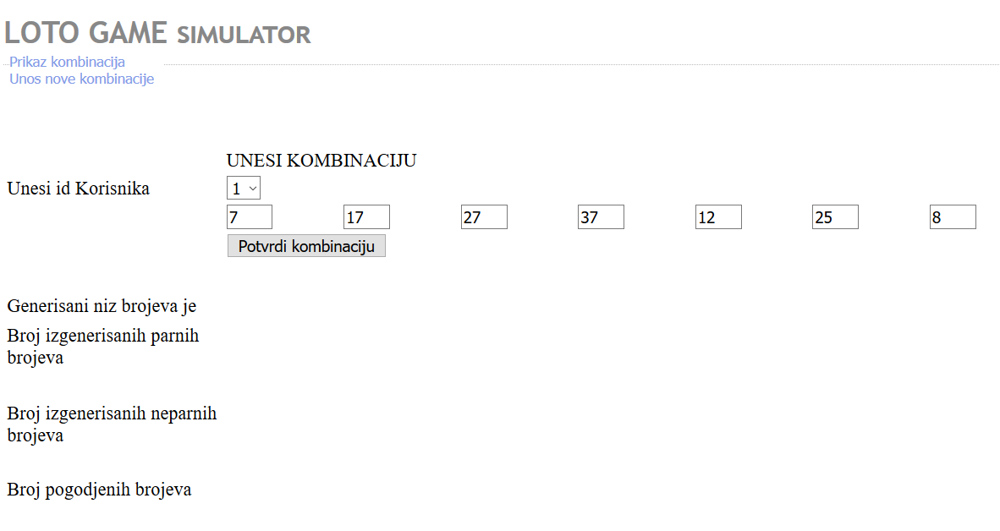 LOTO GAME SIMULATOR
Prikaz kombinacija
Unos nove kombinacije
UNESI KOMBINACIJU
Unesi id Korisnika 1
7 17 27 37 12 25 8
Potvrdi kombinaciju
Generisani niz brojeva je
Broj izgenerisanih parnih
brojeva
Broj izgenerisanih neparnih
brojeva
Broj pogodjenih brojeva